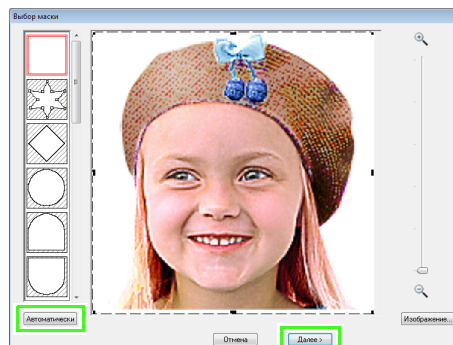 Выбор маски
Автоматически
Изображение...
Отмена
Далее >